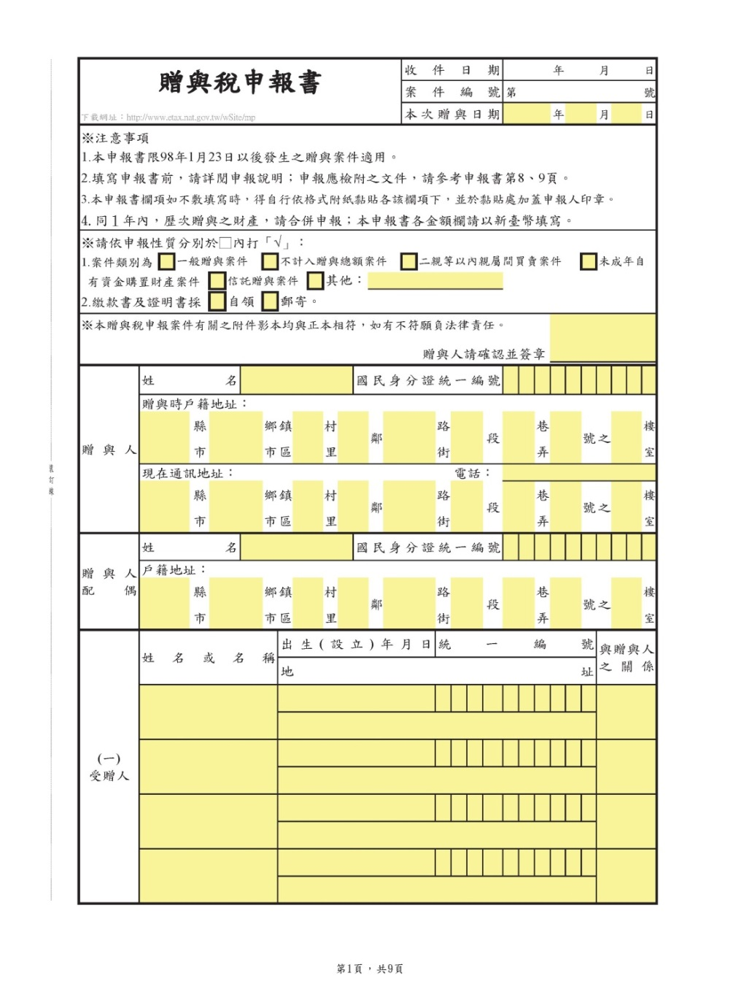 贈與稅申報書
下載網址：http://www.etax.nat.gov.tw/wSite/mp
收件日期 年 月 日
案件編號 第 號
本次贈與日期 年 月 日
※注意事項
1.本申報書限98年1月23日以後發生之贈與案件適用。
2.填寫申報書前，請詳閱申報說明；申報應檢附之文件，請參考申報書第8、9頁。
3.本申報書欄項如不敷填寫時，得自行依格式附紙黏貼各該欄項下，並於黏貼處加蓋申報人印章。
4.同1年內，歷次贈與之財產，請合併申報；本申報書各金額欄請以新臺幣填寫。
※請依申報性質分別於□內打「√」：
1.案件類別為 □一般贈與案件 □不計入贈與總額案件 □二親等以內親屬間買賣案件 □未成年自
有資金購置財產案件 □信託贈與案件 □其他：
2.繳款書及證明書採 □自領 □郵寄。
※本贈與稅申報案件有關之附件影本均與正本相符，如有不符願負法律責任。
贈與人請確認並簽章
贈與人
姓名 國民身分證統一編號
贈與時戶籍地址：
縣 鄉鎮 村 路 巷 樓
鄰 段 號之
市 市區 里 街 弄 室
現在通訊地址： 電話：
縣 鄉鎮 村 路 巷 樓
鄰 段 號之
市 市區 里 街 弄 室
贈與人
配偶
姓名 國民身分證統一編號
戶籍地址：
縣 鄉鎮 村 路 巷 樓
鄰 段 號之
市 市區 里 街 弄 室
姓名或名稱
出生(設立)年月日 統一編號
地址
與贈與人
之關係
(一)
受贈人
裝訂線
第1頁，共9頁